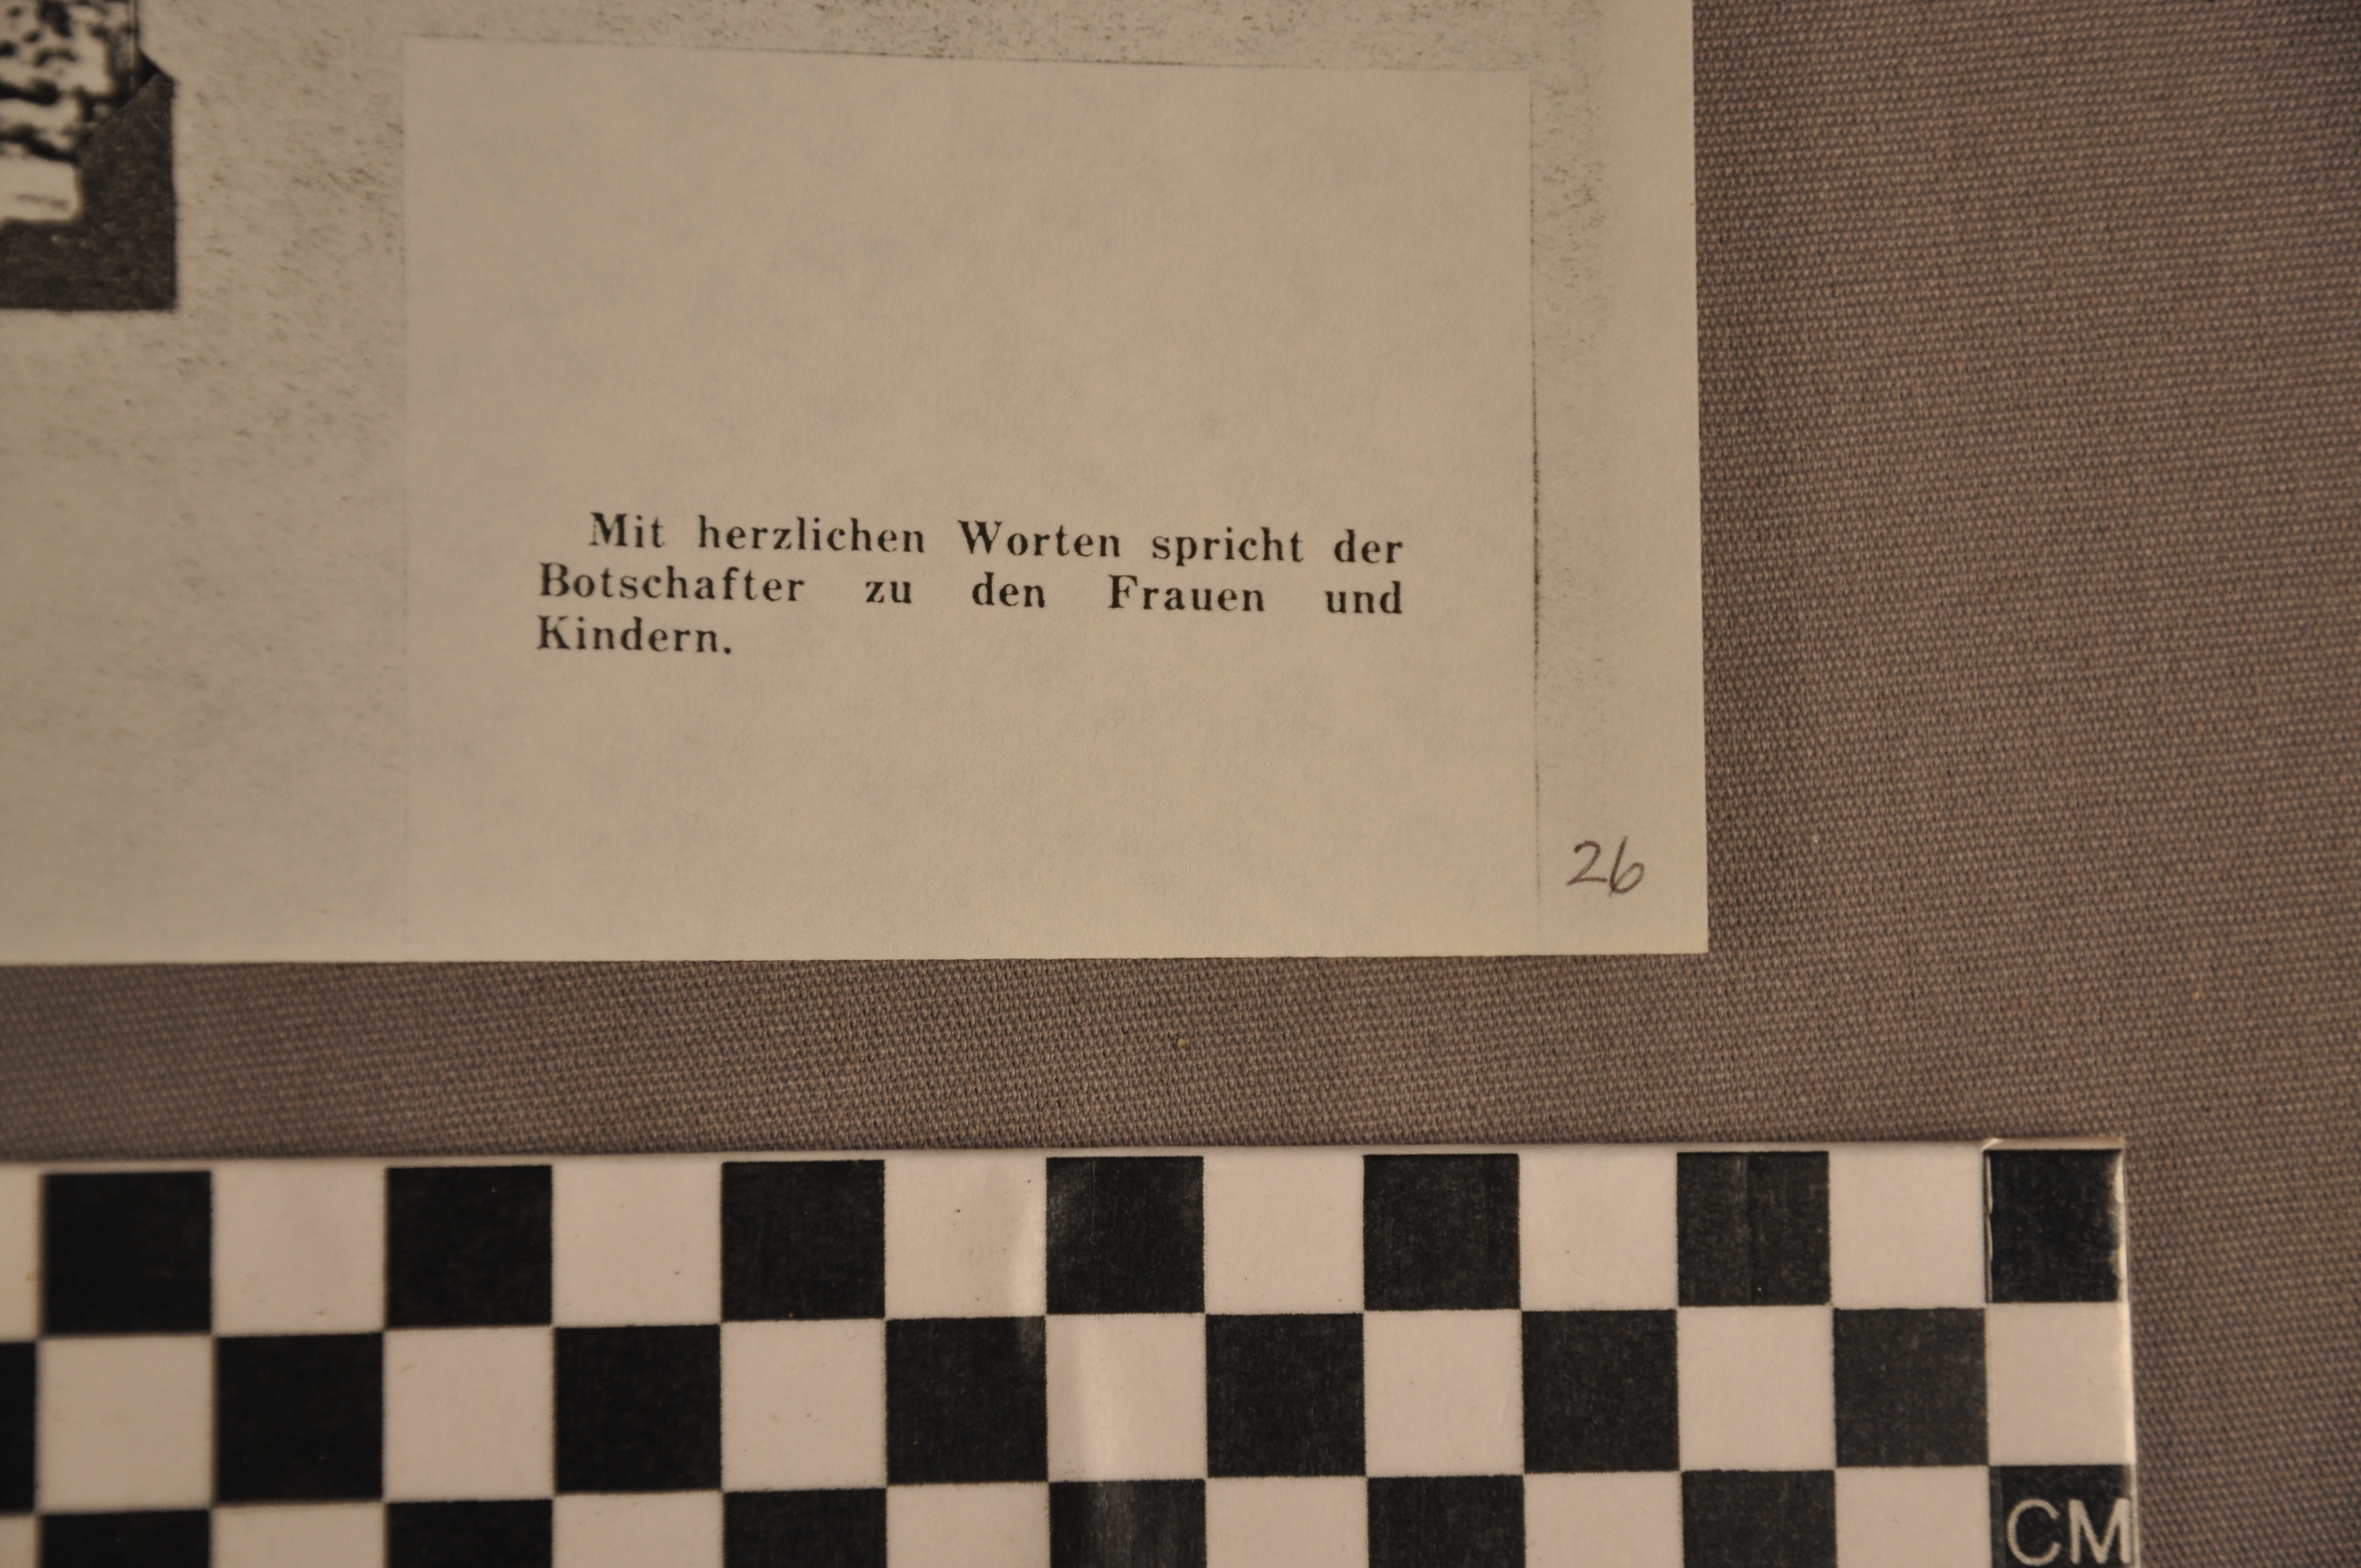 Mit herzlichen Worten spricht der
Botschafter zu den Frauen und
Kindern.
26
CM